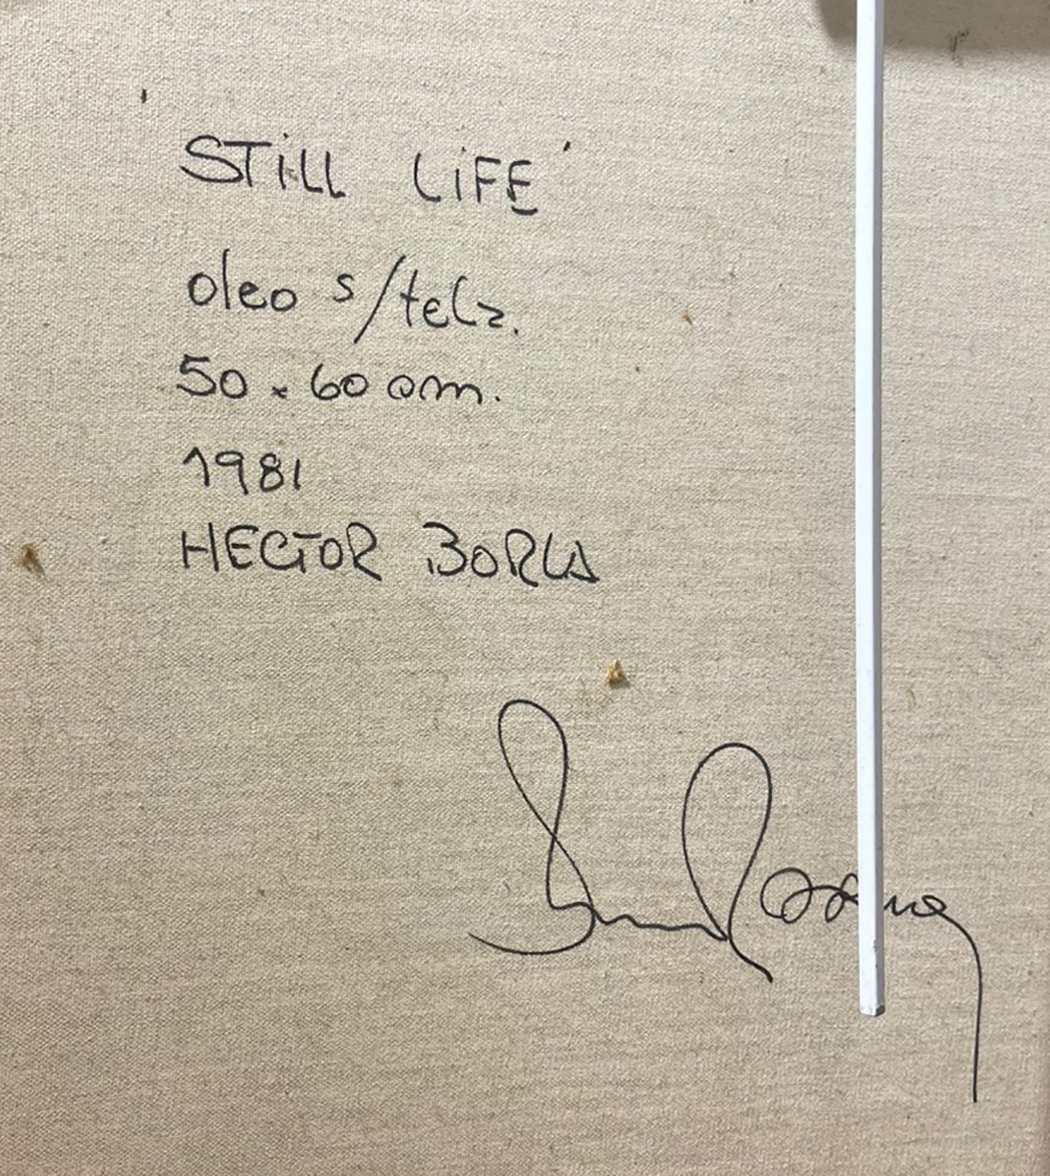 'STiLL LiFE'
oleo s/tela.
50 x 60 cm.
1981
HECTOR BORLA